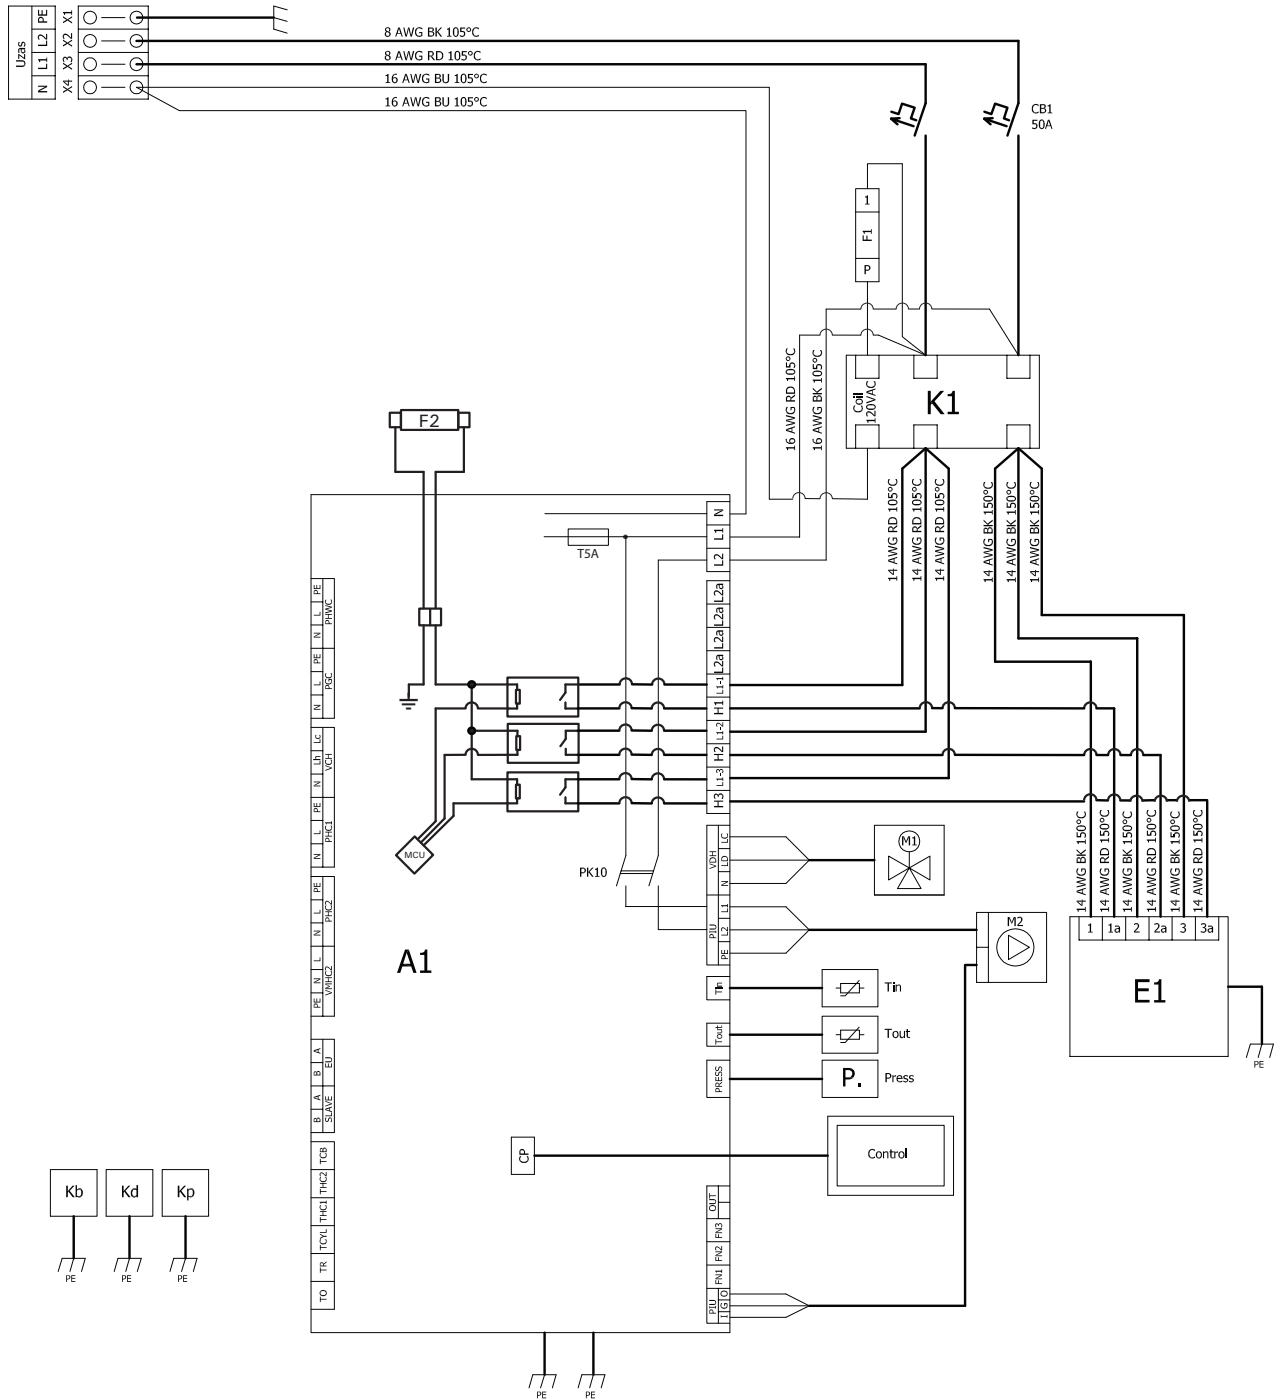 Uzas
PE X1
L2 X2
L1 X3
N X4
8 AWG BK 105°C
8 AWG RD 105°C
16 AWG BU 105°C
16 AWG BU 105°C
CB1
50A
1
F1
P
16 AWG RD 105°C
16 AWG BK 105°C
Coil
120VAC
K1
F2
14 AWG RD 105°C
14 AWG RD 105°C
14 AWG RD 105°C
14 AWG BK 150°C
14 AWG BK 150°C
14 AWG BK 150°C
N
L1
L2
T5A
L2a
L2a
L2a
L2a
L1-1
H1
L1-2
H2
L1-3
H3
PE
L
N
PHWC
PE
L
N
PGC
Lc
Lh
N
VCH
PE
L
N
PHC1
PE
L
N
PHC2
L
N
PE
VMHC2
A
B
EU
A
B
SLAVE
TCB
THC2
THC1
TCYL
TR
TO
MCU
PK10
A1
VDH
LC
LD
N
PIU
L1
L2
PE
Tin
Tout
PRESS
M1
M2
Tin
Tout
P.
Press
CP
Control
OUT
FN3
FN2
FN1
PIU
O
G
I
14 AWG BK 150°C
14 AWG RD 150°C
14 AWG BK 150°C
14 AWG RD 150°C
14 AWG BK 150°C
14 AWG RD 150°C
1 1a 2 2a 3 3a
E1
PE
Kb Kd Kp
PE PE PE
PE PE